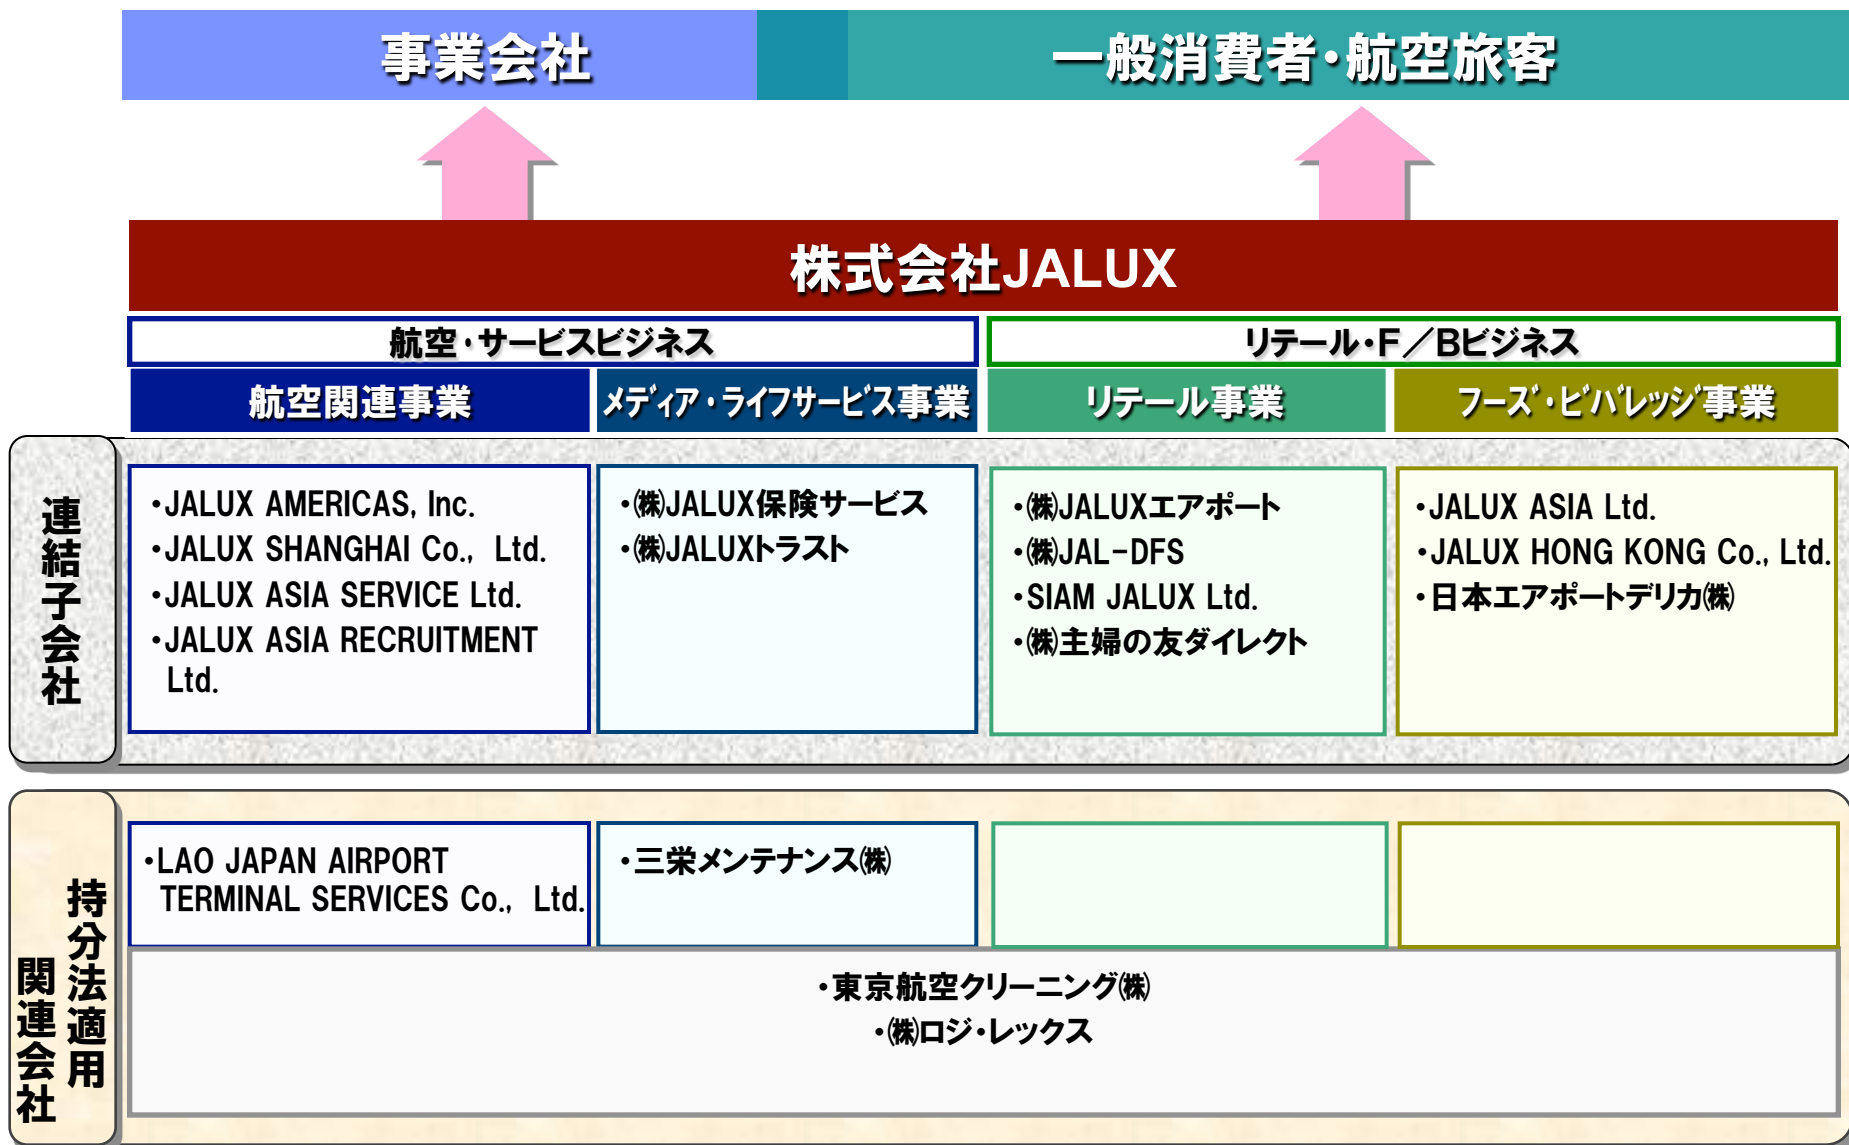 事業会社
一般消費者・航空旅客
株式会社JALUX
航空・サービスビジネス
リテール・F／Bビジネス
航空関連事業
ﾒﾃﾞｨｱ・ﾗｲﾌｻｰﾋﾞｽ事業
リテール事業
ﾌｰｽﾞ・ﾋﾞﾊﾞﾚｯｼﾞ事業
連結子会社
・JALUX AMERICAS, Inc.
・JALUX SHANGHAI Co., Ltd.
・JALUX ASIA SERVICE Ltd.
・JALUX ASIA RECRUITMENT
Ltd.
・㈱JALUX保険サービス
・㈱JALUXトラスト
・㈱JALUXエアポート
・㈱JAL-DFS
・SIAM JALUX Ltd.
・㈱主婦の友ダイレクト
・JALUX ASIA Ltd.
・JALUX HONG KONG Co., Ltd.
・日本エアポートデリカ㈱
持分法適用
関連会社
・LAO JAPAN AIRPORT
TERMINAL SERVICES Co., Ltd.
・三栄メンテナンス㈱
・東京航空クリーニング㈱
・㈱ロジ・レックス